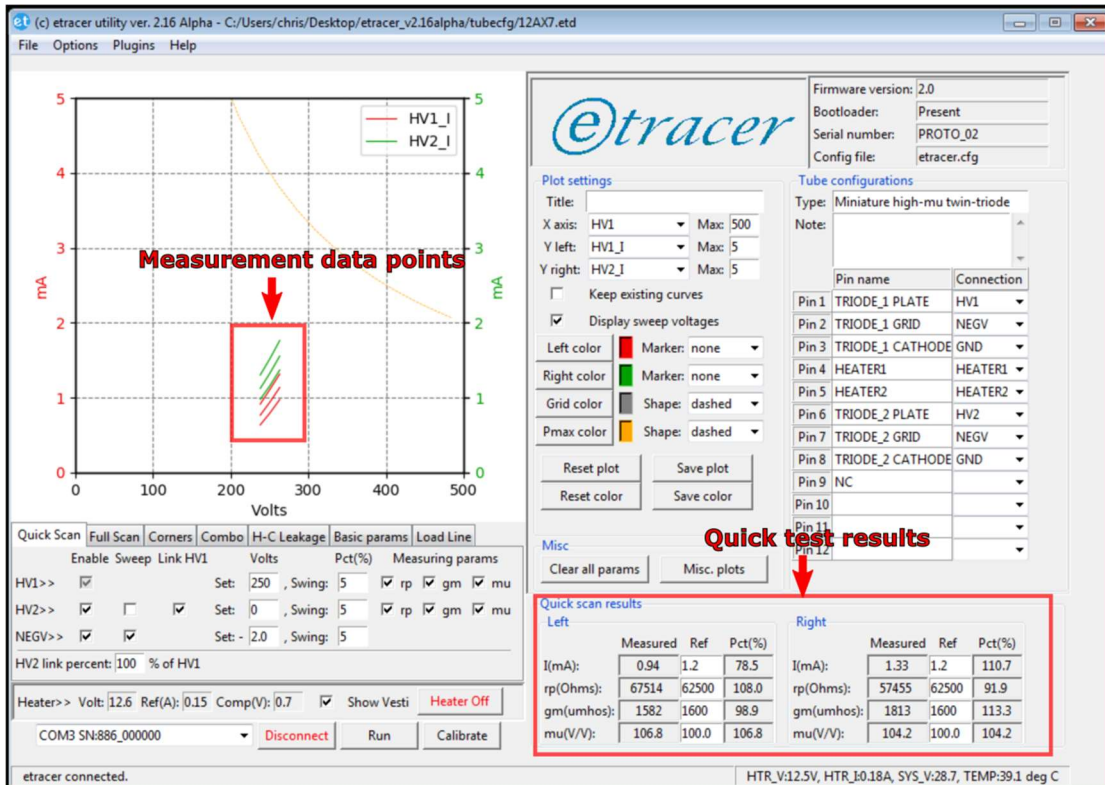 (c) etracer utility ver. 2.16 Alpha - C:/Users/chris/Desktop/etracer_v2.16alpha/tubecfg/12AX7.etd
File Options Plugins Help
5
4
3
2
1
0
mA
HV1_I
HV2_I
5
4
3
2
1
0
mA
Measurement data points
0 100 200 300 400 500
Volts
Quick Scan Full Scan Corners Combo H-C Leakage Basic params Load Line
Enable Sweep Link HV1 Volts Pct(%) Measuring params
HV1>> Set: 250 , Swing: 5 rp gm mu
HV2>> Set: 0 , Swing: 5 rp gm mu
NEGV>> Set: - 2.0 , Swing: 5
HV2 link percent: 100 % of HV1
Heater>> Volt: 12.6 Ref(A): 0.15 Comp(V): 0.7 Show Vesti Heater Off
COM3 SN:886_000000 Disconnect Run Calibrate
etracer
Firmware version: 2.0
Bootloader: Present
Serial number: PROTO_02
Config file: etracer.cfg
Plot settings
Title:
X axis: HV1 Max: 500
Y left: HV1_I Max: 5
Y right: HV2_I Max: 5
Keep existing curves
Display sweep voltages
Left color Marker: none
Right color Marker: none
Grid color Shape: dashed
Pmax color Shape: dashed
Reset plot Save plot
Reset color Save color
Misc
Clear all params Misc. plots
Tube configurations
Type: Miniature high-mu twin-triode
Note:
Pin name Connection
Pin 1 TRIODE_1 PLATE HV1
Pin 2 TRIODE_1 GRID NEGV
Pin 3 TRIODE_1 CATHODE GND
Pin 4 HEATER1 HEATER1
Pin 5 HEATER2 HEATER2
Pin 6 TRIODE_2 PLATE HV2
Pin 7 TRIODE_2 GRID NEGV
Pin 8 TRIODE_2 CATHODE GND
Pin 9 NC
Pin 10
Pin 11
Pin 12
Quick test results
Quick scan results
Left
Measured Ref Pct(%)
I(mA): 0.94 1.2 78.5
rp(Ohms): 67514 62500 108.0
gm(umhos): 1582 1600 98.9
mu(V/V): 106.8 100.0 106.8
Right
Measured Ref Pct(%)
I(mA): 1.33 1.2 110.7
rp(Ohms): 57455 62500 91.9
gm(umhos): 1813 1600 113.3
mu(V/V): 104.2 100.0 104.2
etracer connected.
HTR_V:12.5V, HTR_I:0.18A, SYS_V:28.7, TEMP:39.1 deg C